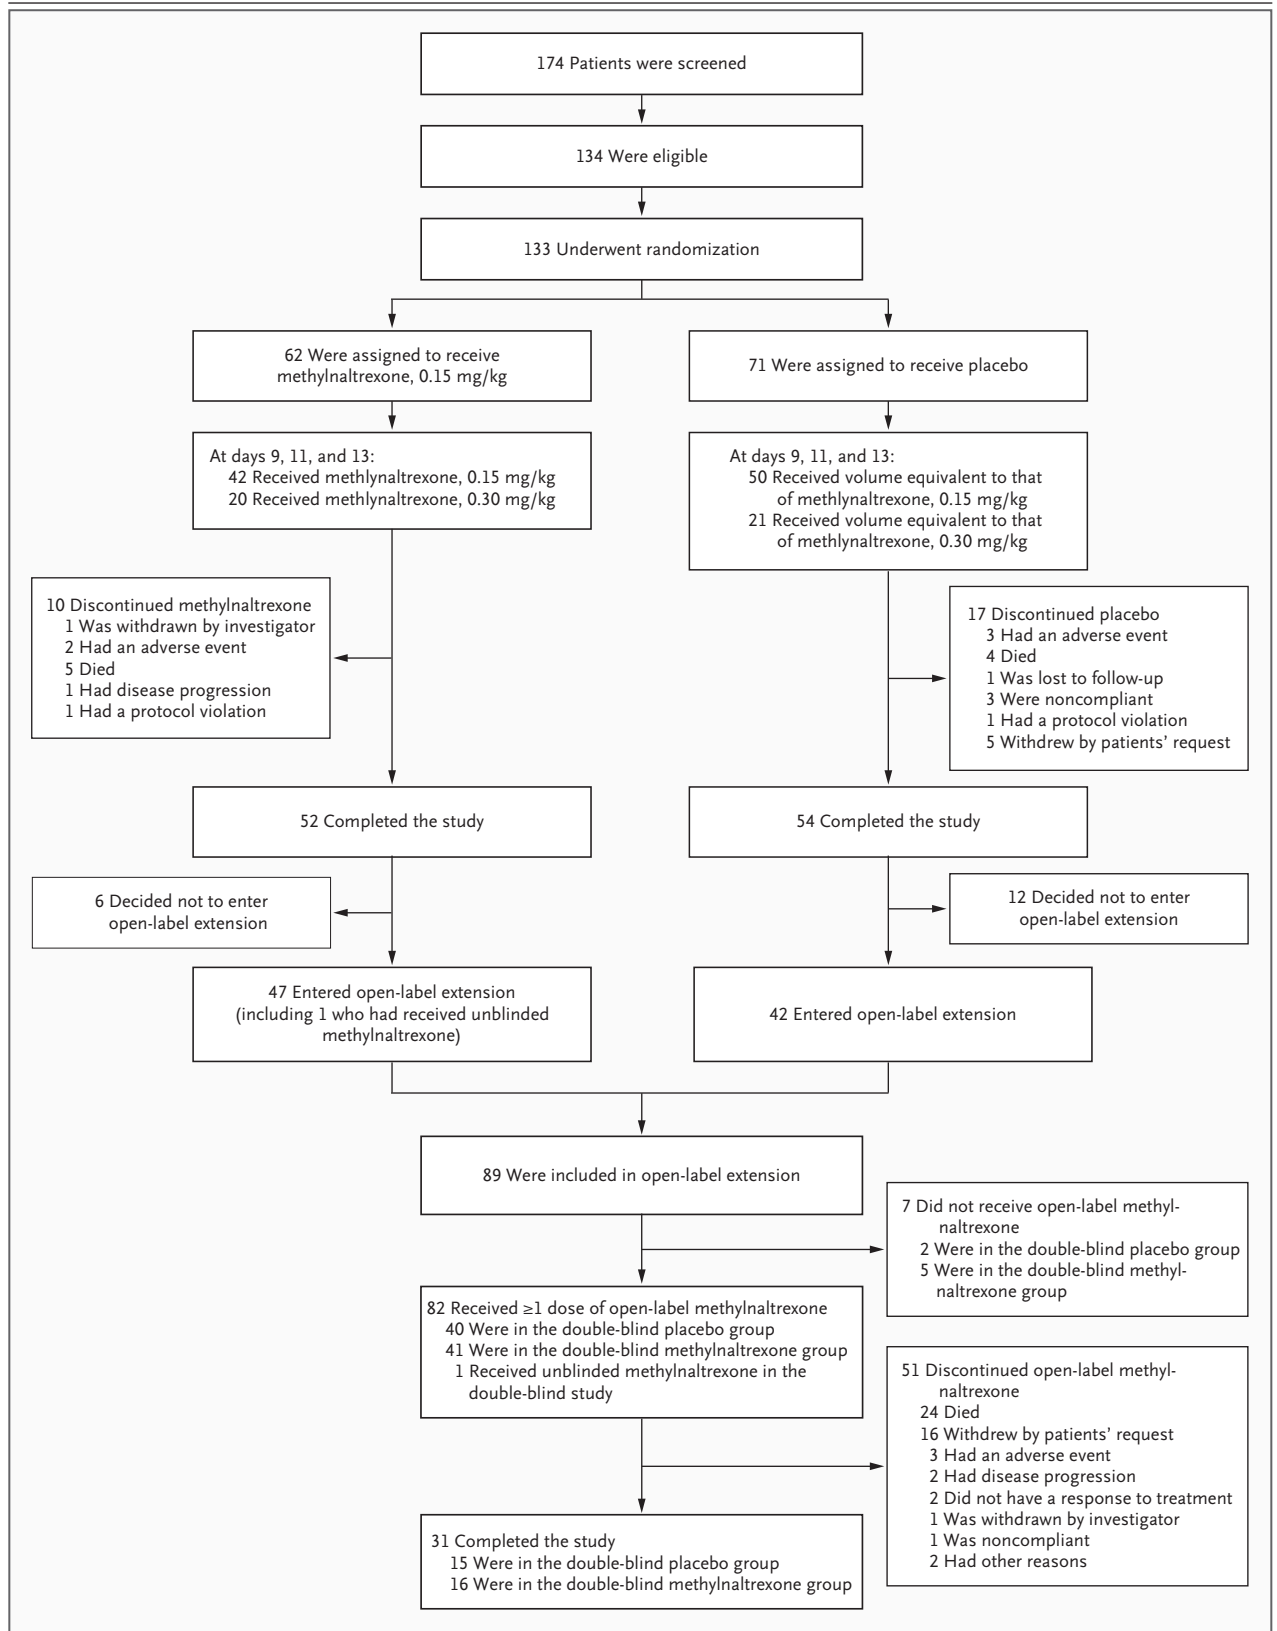 174 Patients were screened
134 Were eligible
133 Underwent randomization
62 Were assigned to receive
methylnaltrexone, 0.15 mg/kg
71 Were assigned to receive placebo
At days 9, 11, and 13:
42 Received methlynaltrexone, 0.15 mg/kg
20 Received methlynaltrexone, 0.30 mg/kg
At days 9, 11, and 13:
50 Received volume equivalent to that
of methlynaltrexone, 0.15 mg/kg
21 Received volume equivalent to that
of methlynaltrexone, 0.30 mg/kg
10 Discontinued methylnaltrexone
1 Was withdrawn by investigator
2 Had an adverse event
5 Died
1 Had disease progression
1 Had a protocol violation
17 Discontinued placebo
3 Had an adverse event
4 Died
1 Was lost to follow-up
3 Were noncompliant
1 Had a protocol violation
5 Withdrew by patients’ request
52 Completed the study
54 Completed the study
6 Decided not to enter
open-label extension
12 Decided not to enter
open-label extension
47 Entered open-label extension
(including 1 who had received unblinded
methylnaltrexone)
42 Entered open-label extension
89 Were included in open-label extension
7 Did not receive open-label methyl-
naltrexone
2 Were in the double-blind placebo group
5 Were in the double-blind methyl-
naltrexone group
82 Received ≥1 dose of open-label methylnaltrexone
40 Were in the double-blind placebo group
41 Were in the double-blind methylnaltrexone group
1 Received unblinded methylnaltrexone in the
double-blind study
51 Discontinued open-label methyl-
naltrexone
24 Died
16 Withdrew by patients’ request
3 Had an adverse event
2 Had disease progression
2 Did not have a response to treatment
1 Was withdrawn by investigator
1 Was noncompliant
2 Had other reasons
31 Completed the study
15 Were in the double-blind placebo group
16 Were in the double-blind methylnaltrexone group